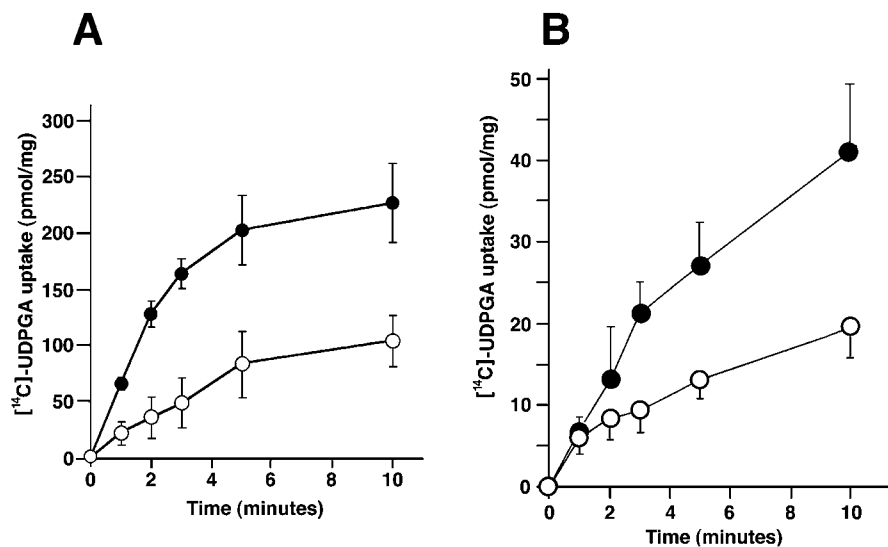 A
[¹⁴C]-UDPGA uptake (pmol/mg)
300
250
200
150
100
50
0
0 2 4 6 8 10
Time (minutes)
B
[¹⁴C]-UDPGA uptake (pmol/mg)
50
40
30
20
10
0
0 2 4 6 8 10
Time (minutes)